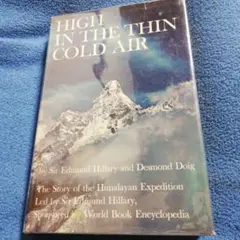 HIGH
IN THE THIN
COLD AIR
by Sir Edmund Hillary and Desmond Doig
The Story of the Himalayan Expedition
Led by Sir Edmund Hillary,
Sponsored by World Book Encyclopedia